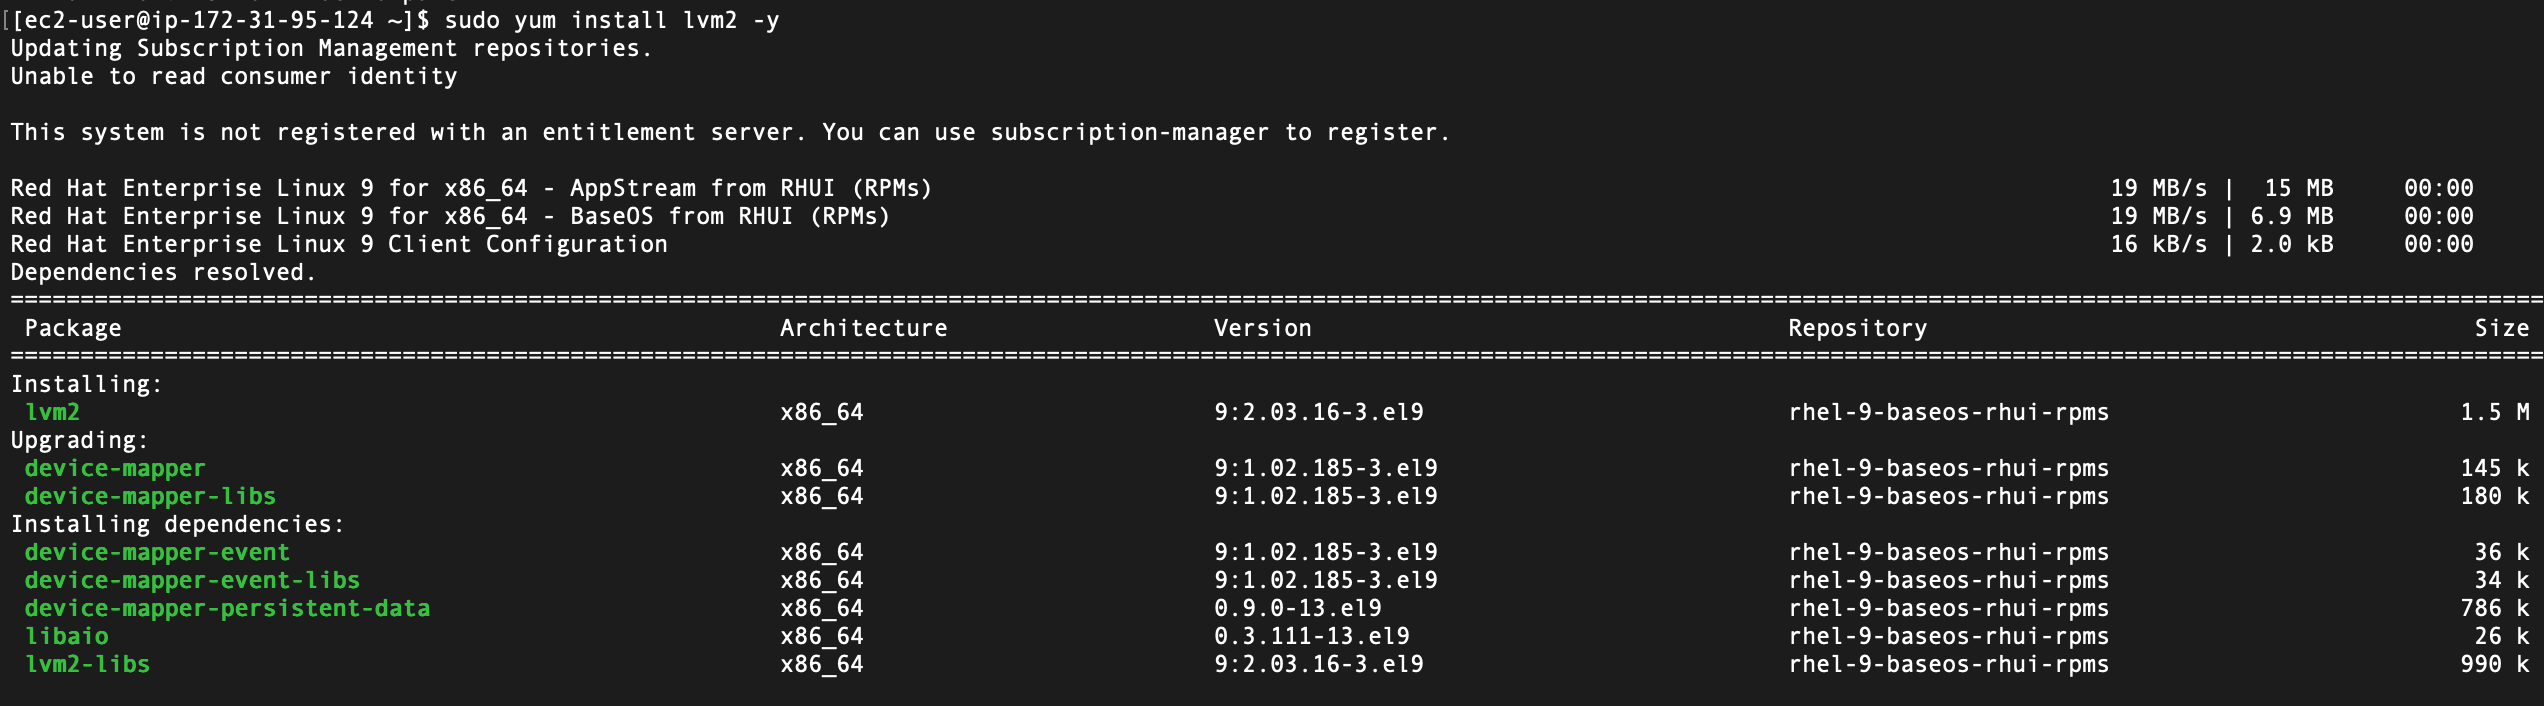 [[ec2-user@ip-172-31-95-124 ~]$ sudo yum install lvm2 -y
Updating Subscription Management repositories.
Unable to read consumer identity
This system is not registered with an entitlement server. You can use subscription-manager to register.
Red Hat Enterprise Linux 9 for x86_64 - AppStream from RHUI (RPMs) 19 MB/s | 15 MB 00:00
Red Hat Enterprise Linux 9 for x86_64 - BaseOS from RHUI (RPMs) 19 MB/s | 6.9 MB 00:00
Red Hat Enterprise Linux 9 Client Configuration 16 kB/s | 2.0 kB 00:00
Dependencies resolved.
Package Architecture Version Repository Size
Installing:
lvm2 x86_64 9:2.03.16-3.el9 rhel-9-baseos-rhui-rpms 1.5 M
Upgrading:
device-mapper x86_64 9:1.02.185-3.el9 rhel-9-baseos-rhui-rpms 145 k
device-mapper-libs x86_64 9:1.02.185-3.el9 rhel-9-baseos-rhui-rpms 180 k
Installing dependencies:
device-mapper-event x86_64 9:1.02.185-3.el9 rhel-9-baseos-rhui-rpms 36 k
device-mapper-event-libs x86_64 9:1.02.185-3.el9 rhel-9-baseos-rhui-rpms 34 k
device-mapper-persistent-data x86_64 0.9.0-13.el9 rhel-9-baseos-rhui-rpms 786 k
libaio x86_64 0.3.111-13.el9 rhel-9-baseos-rhui-rpms 26 k
lvm2-libs x86_64 9:2.03.16-3.el9 rhel-9-baseos-rhui-rpms 990 k